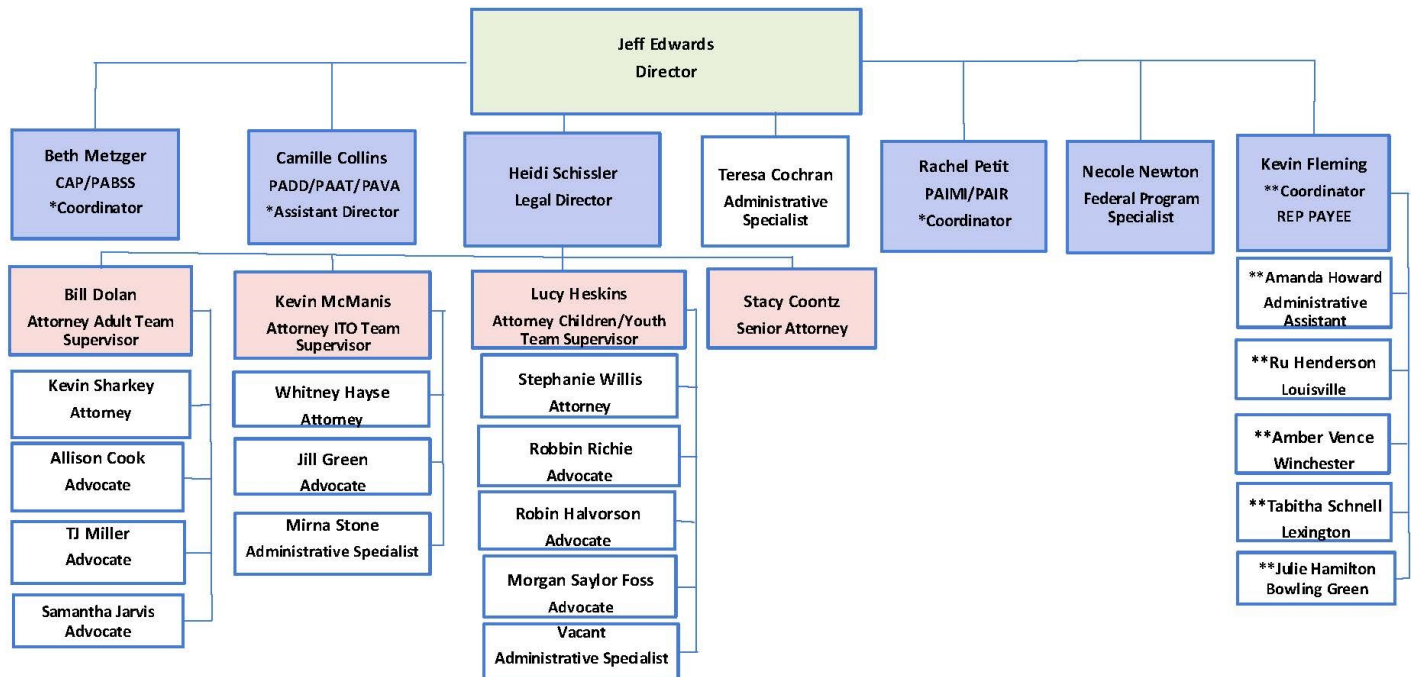 Jeff Edwards
Director
Beth Metzger
CAP/PABSS
*Coordinator
Camille Collins
PADD/PAAT/PAVA
*Assistant Director
Heidi Schissler
Legal Director
Teresa Cochran
Administrative
Specialist
Rachel Petit
PAIMI/PAIR
*Coordinator
Necole Newton
Federal Program
Specialist
Kevin Fleming
**Coordinator
REP PAYEE
Bill Dolan
Attorney Adult Team
Supervisor
Kevin Sharkey
Attorney
Allison Cook
Advocate
TJ Miller
Advocate
Samantha Jarvis
Advocate
Kevin McManis
Attorney ITO Team
Supervisor
Whitney Hayse
Attorney
Jill Green
Advocate
Mirna Stone
Administrative Specialist
Lucy Heskins
Attorney Children/Youth
Team Supervisor
Stephanie Willis
Attorney
Robbin Richie
Advocate
Robin Halvorson
Advocate
Morgan Saylor Foss
Advocate
Vacant
Administrative Specialist
Stacy Coontz
Senior Attorney
**Amanda Howard
Administrative
Assistant
**Ru Henderson
Louisville
**Amber Vence
Winchester
**Tabitha Schnell
Lexington
**Julie Hamilton
Bowling Green